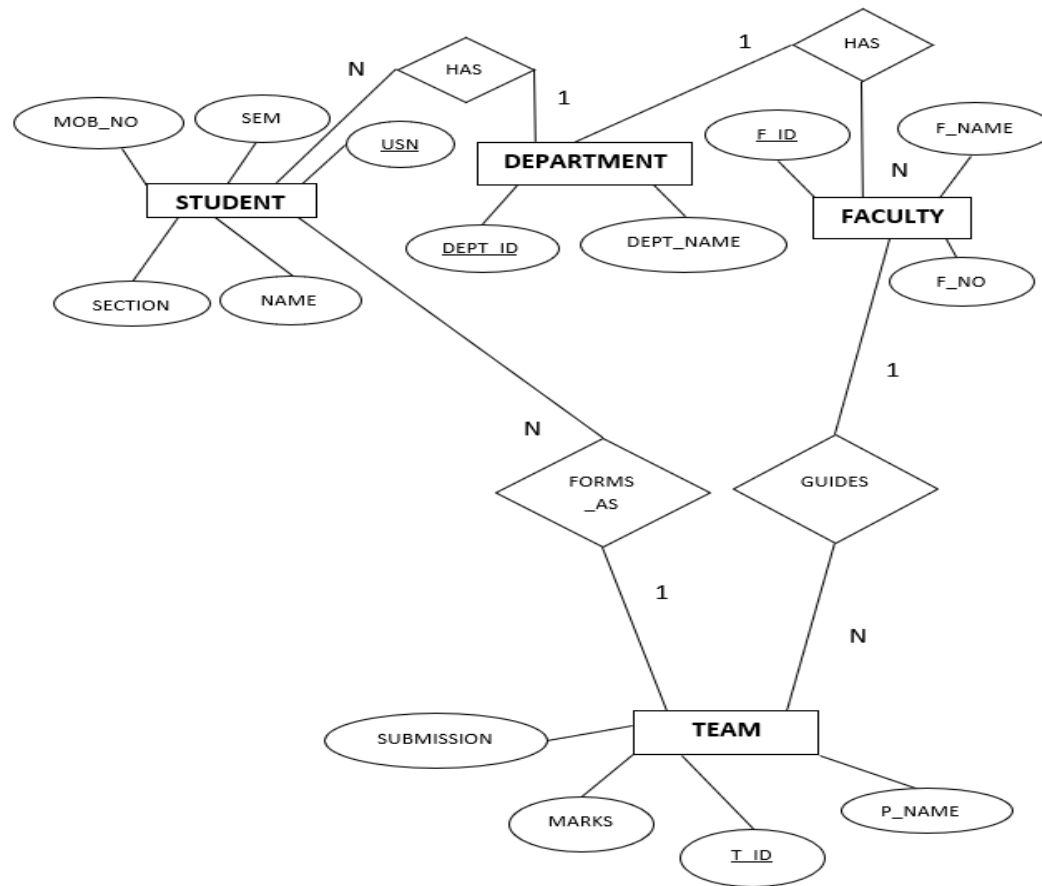 HAS
1
HAS
N
1
MOB_NO
SEM
USN
F_ID
F_NAME
DEPARTMENT
N
STUDENT
FACULTY
DEPT_ID
DEPT_NAME
SECTION
NAME
F_NO
1
N
FORMS
_AS
GUIDES
1
N
TEAM
SUBMISSION
MARKS
P_NAME
T_ID